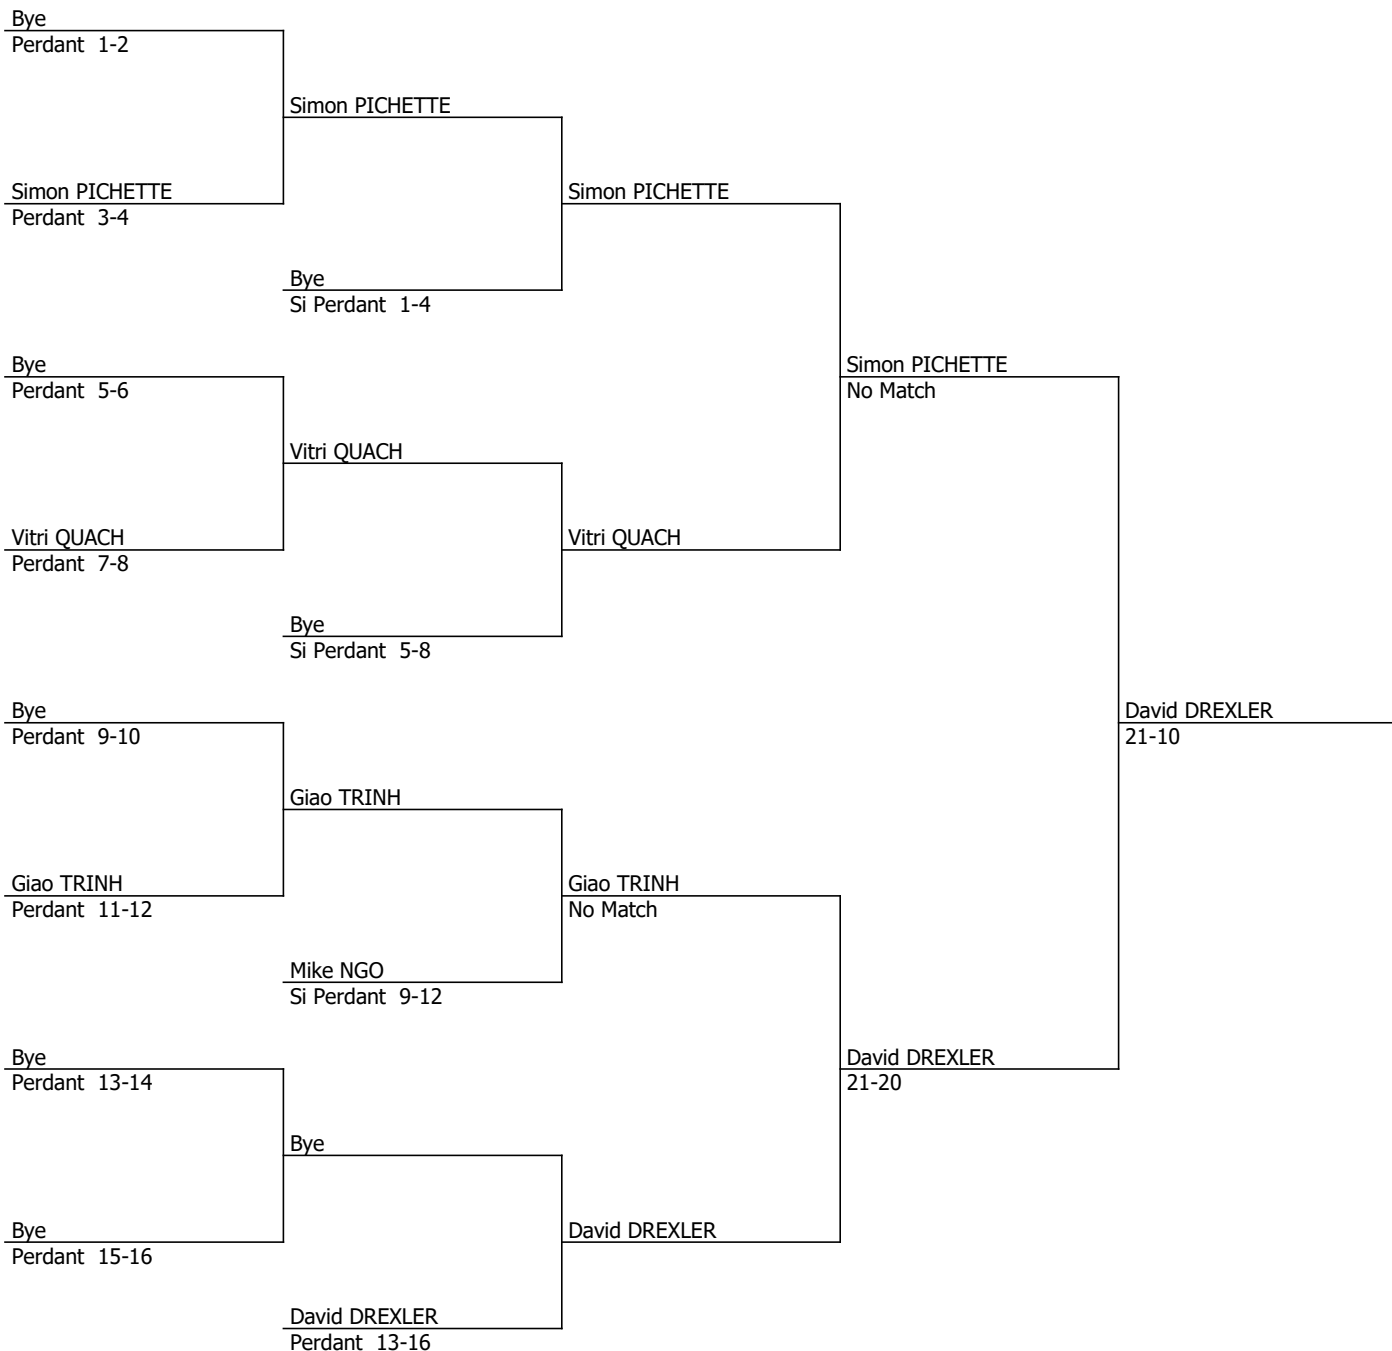 Bye
Perdant 1-2
Simon PICHETTE
Simon PICHETTE
Perdant 3-4
Simon PICHETTE
Bye
Si Perdant 1-4
Bye
Perdant 5-6
Simon PICHETTE
No Match
Vitri QUACH
Vitri QUACH
Perdant 7-8
Vitri QUACH
Bye
Si Perdant 5-8
Bye
Perdant 9-10
David DREXLER
21-10
Giao TRINH
Giao TRINH
Perdant 11-12
Giao TRINH
No Match
Mike NGO
Si Perdant 9-12
Bye
Perdant 13-14
David DREXLER
21-20
Bye
Bye
Perdant 15-16
David DREXLER
David DREXLER
Perdant 13-16